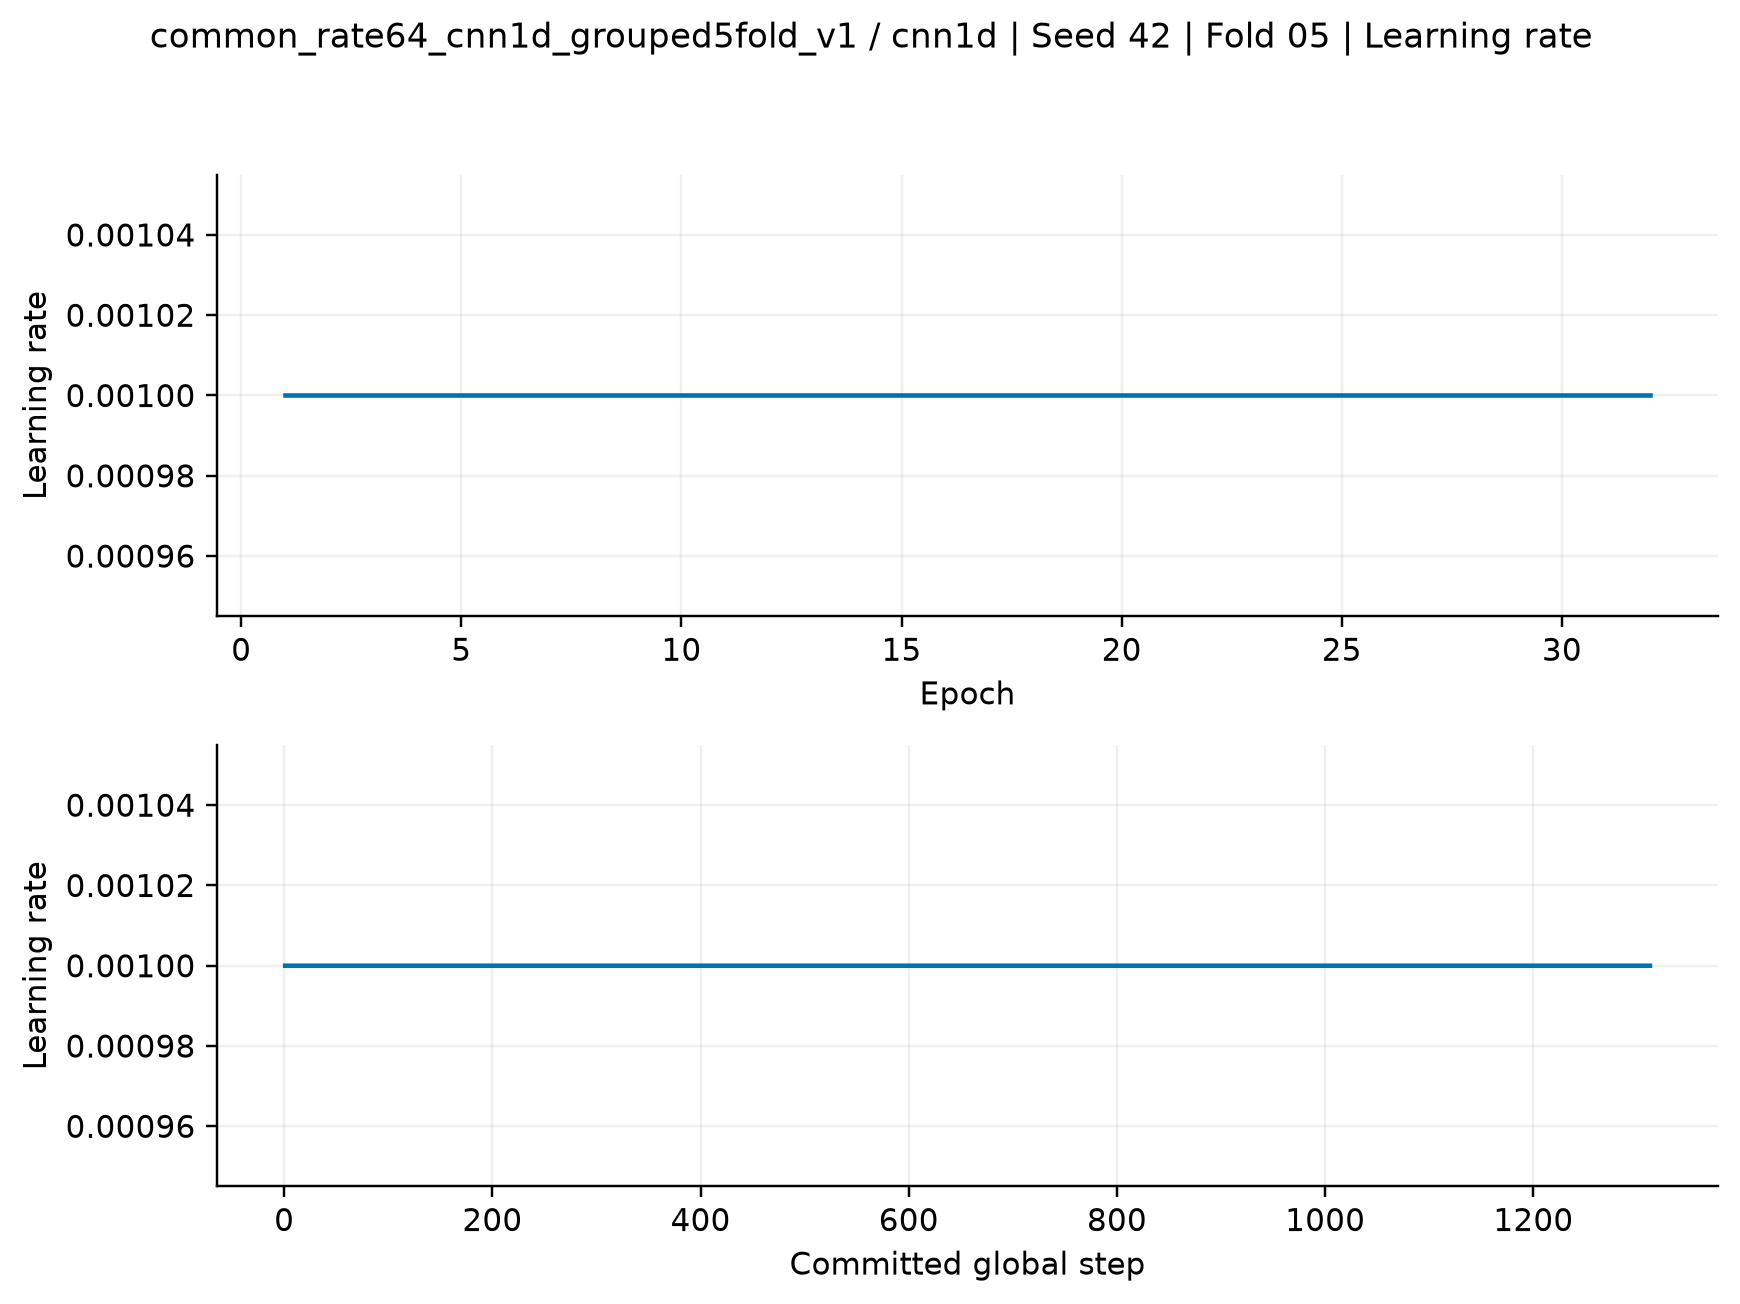 common_rate64_cnn1d_grouped5fold_v1 / cnn1d | Seed 42 | Fold 05 | Learning rate
Learning rate
0.00104
0.00102
0.00100
0.00098
0.00096
0 5 10 15 20 25 30
Epoch
Learning rate
0.00104
0.00102
0.00100
0.00098
0.00096
0 200 400 600 800 1000 1200
Committed global step